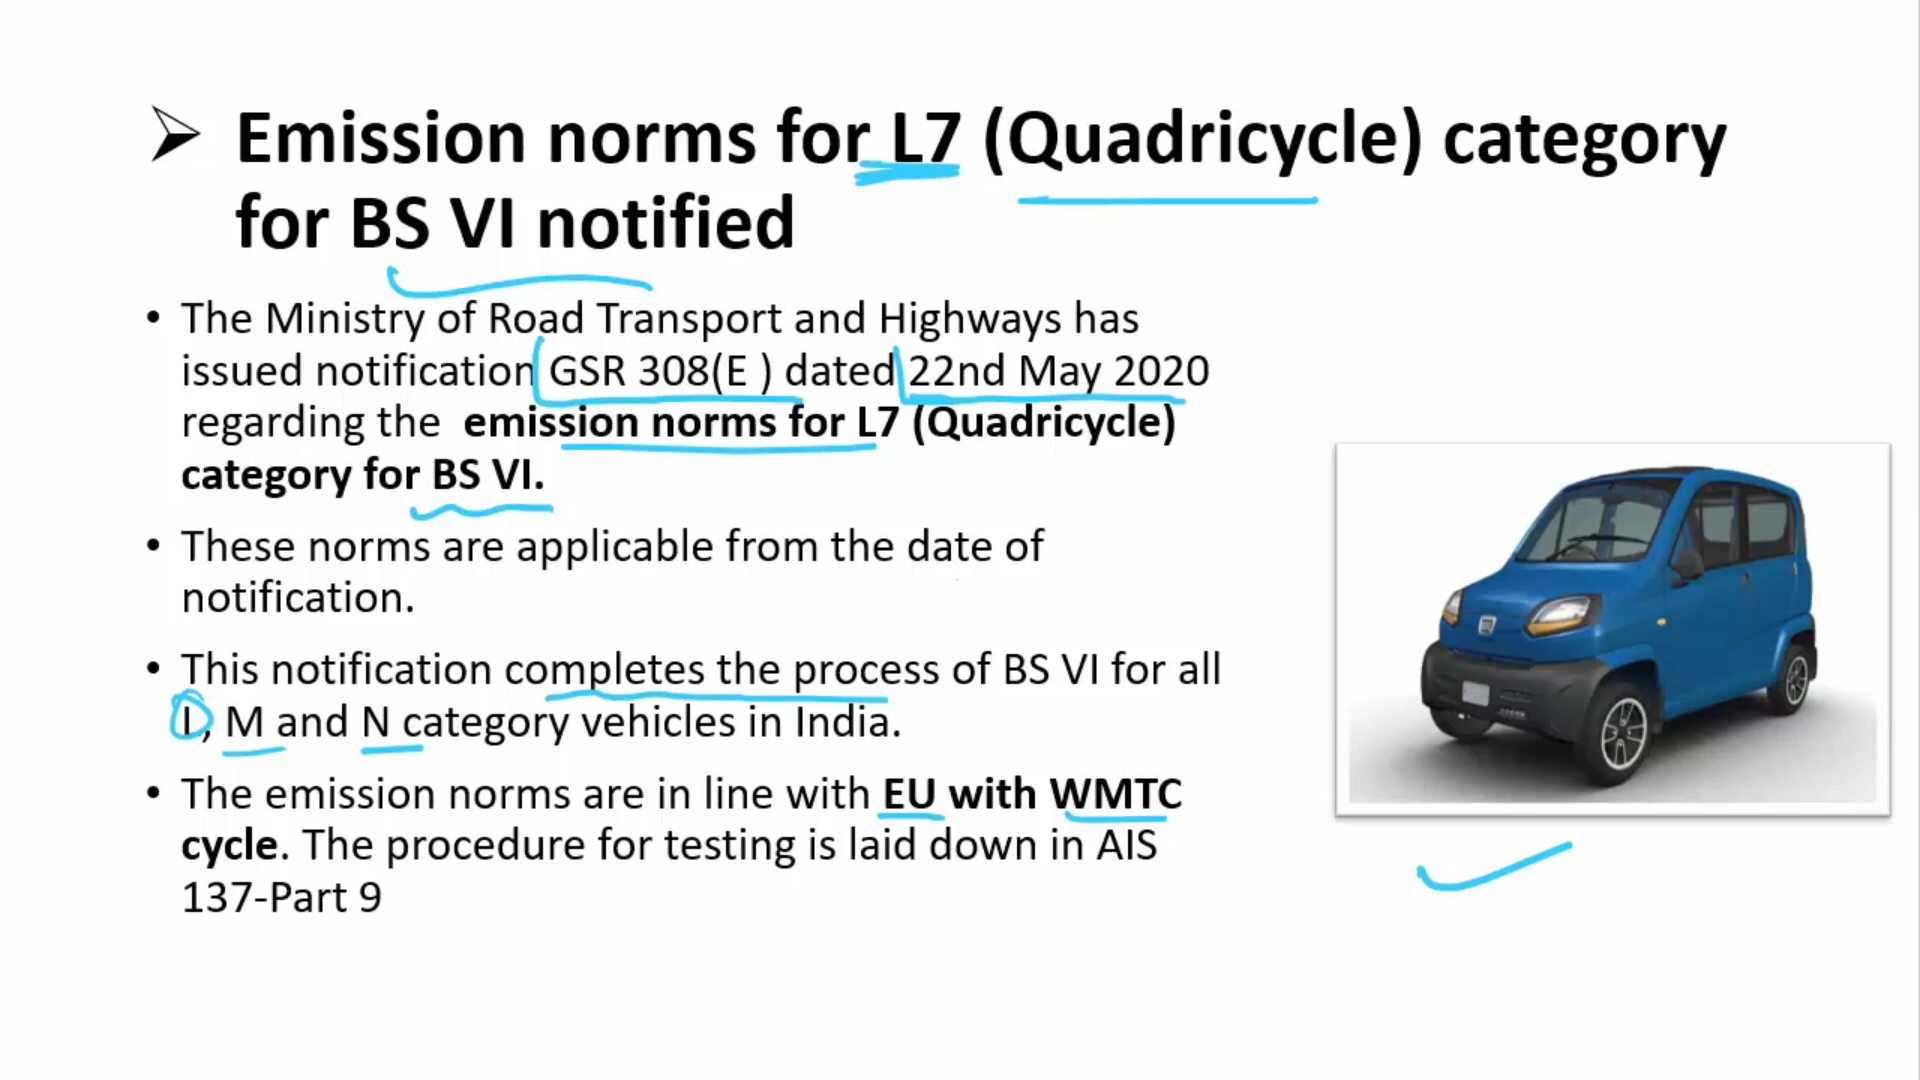 Emission norms for L7 (Quadricycle) category
for BS VI notified
• The Ministry of Road Transport and Highways has
issued notification GSR 308(E ) dated 22nd May 2020
regarding the emission norms for L7 (Quadricycle)
category for BS VI.
• These norms are applicable from the date of
notification.
• This notification completes the process of BS VI for all
L, M and N category vehicles in India.
• The emission norms are in line with EU with WMTC
cycle. The procedure for testing is laid down in AIS
137-Part 9